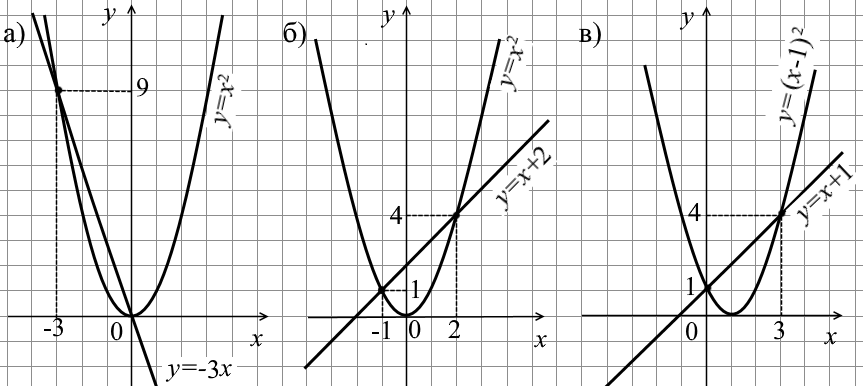 а)
y
9
y=x²
-3
0
x
y=-3x
б)
y
y=x²
y=x+2
4
1
-1
0
2
x
в)
y
y=(x-1)²
y=x+1
4
1
0
3
x